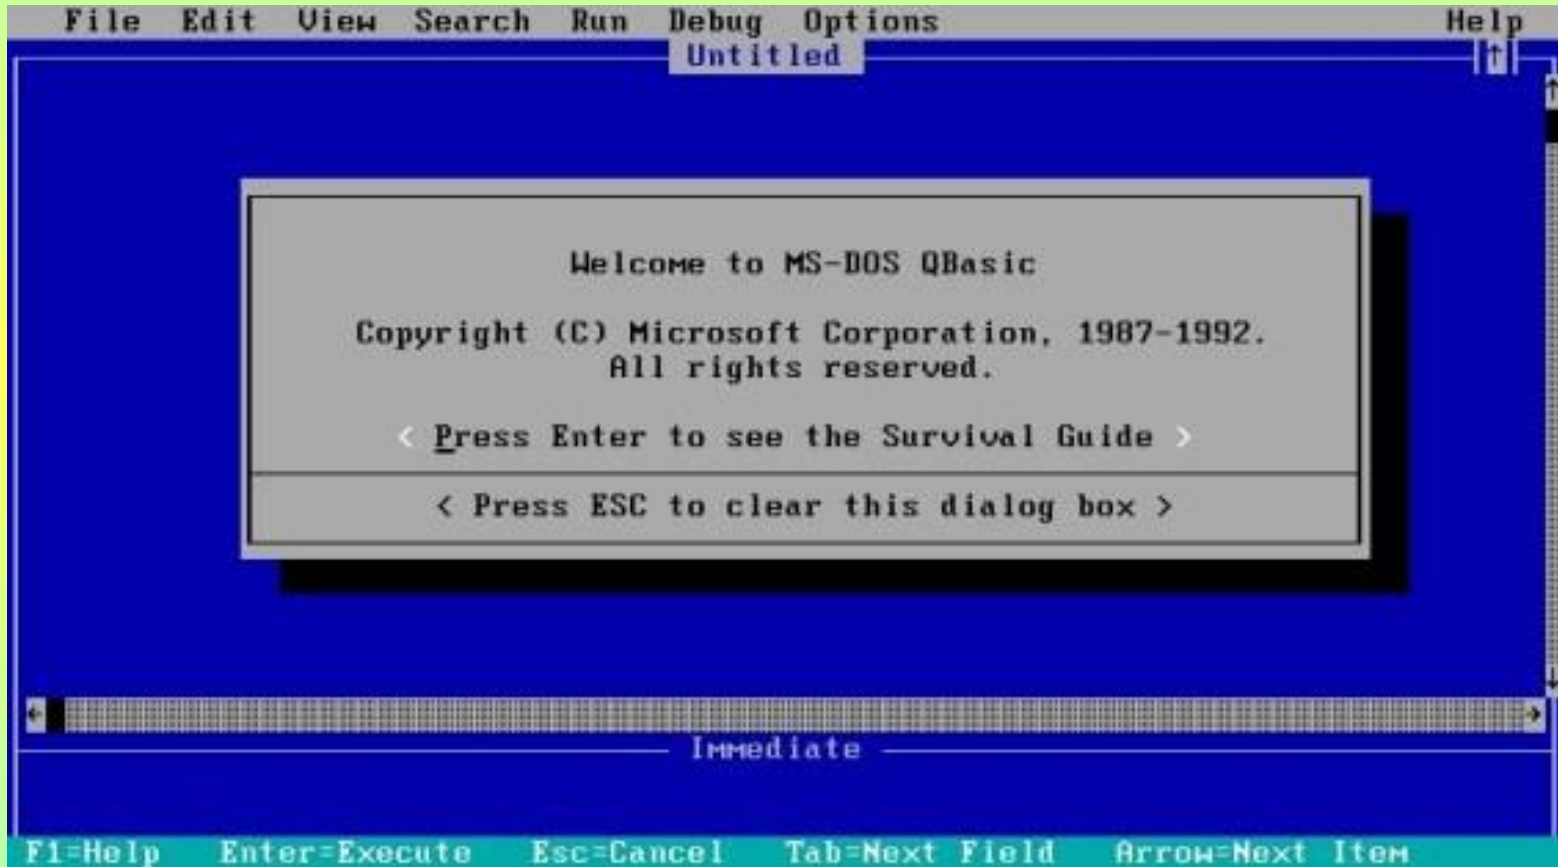 File Edit View Search Run Debug Options Help
Untitled
Welcome to MS-DOS QBasic
Copyright (C) Microsoft Corporation, 1987-1992.
All rights reserved.
< Press Enter to see the Survival Guide >
< Press ESC to clear this dialog box >
Immediate
F1=Help Enter=Execute Esc=Cancel Tab=Next Field Arrow=Next Item